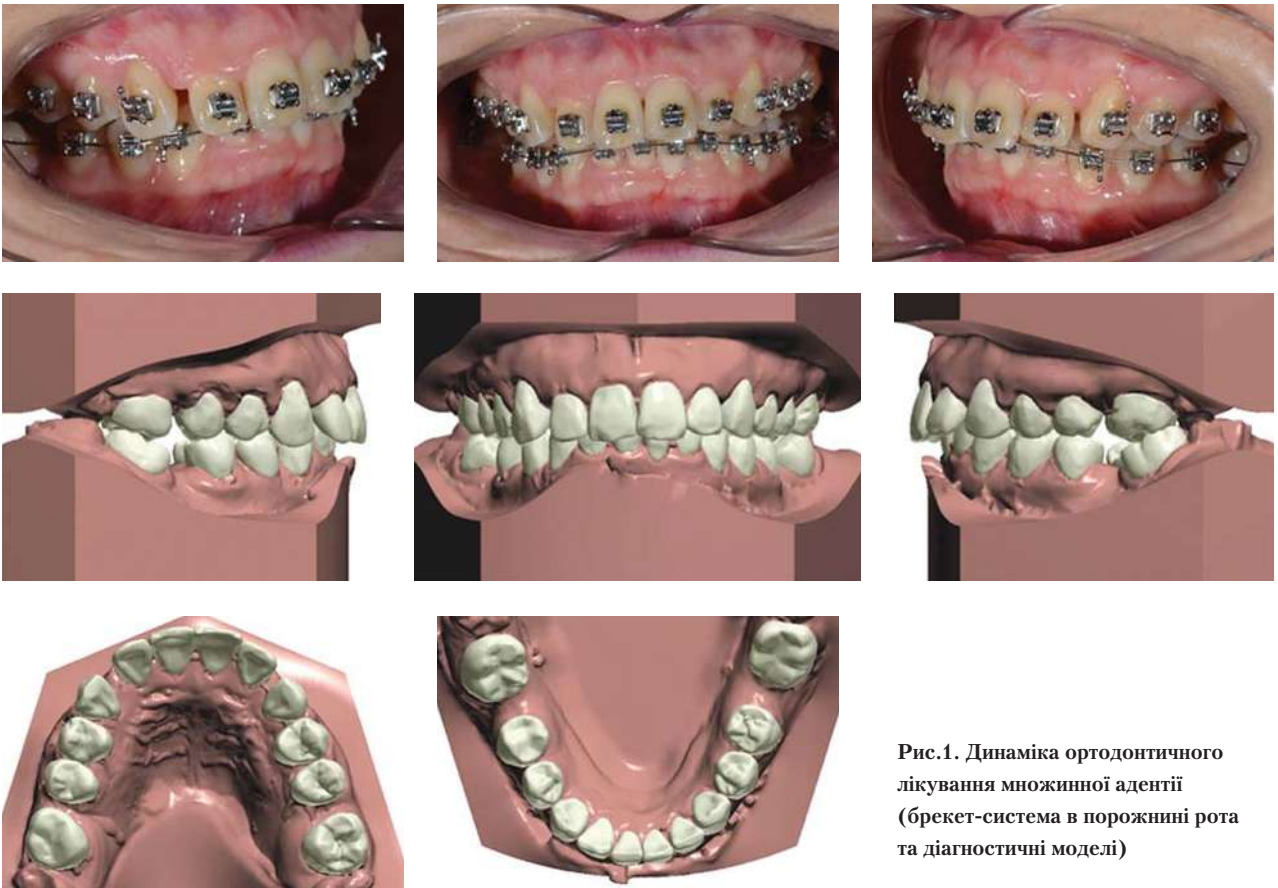 Рис.1. Динаміка ортодонтичного
лікування множинної адентії
(брекет-система в порожнині рота
та діагностичні моделі)